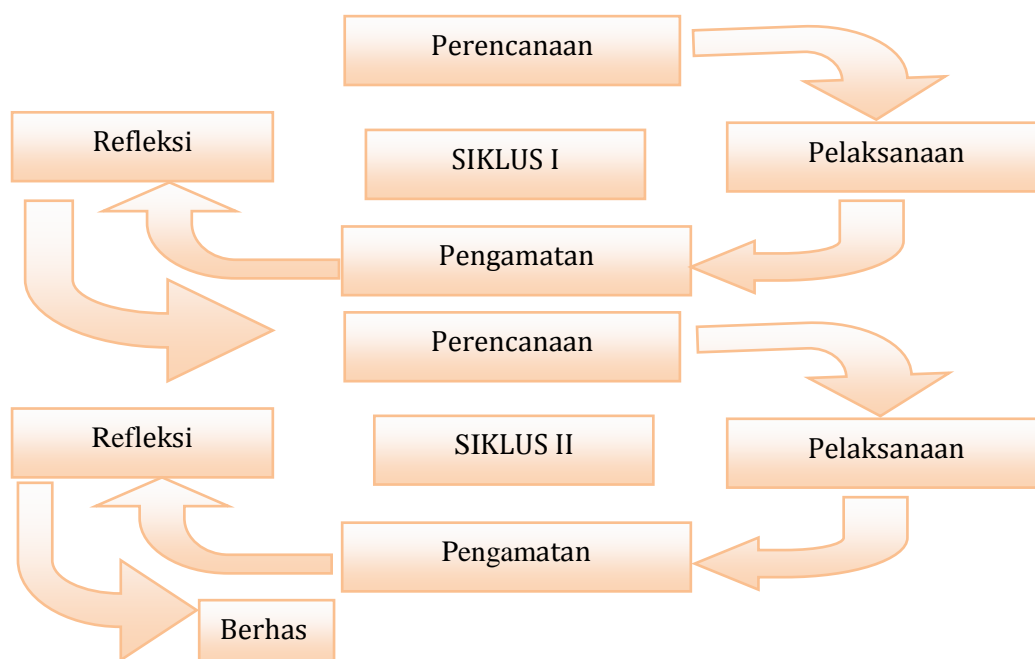 Perencanaan
Refleksi
SIKLUS I
Pelaksanaan
Pengamatan
Perencanaan
Refleksi
SIKLUS II
Pelaksanaan
Pengamatan
Berhas